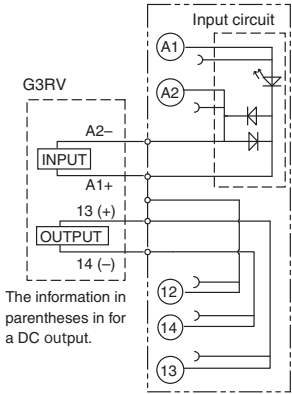 Input circuit
A1
G3RV
A2
A2–
INPUT
A1+
13 (+)
OUTPUT
14 (–)
12
The information in
parentheses in for
a DC output.
14
13